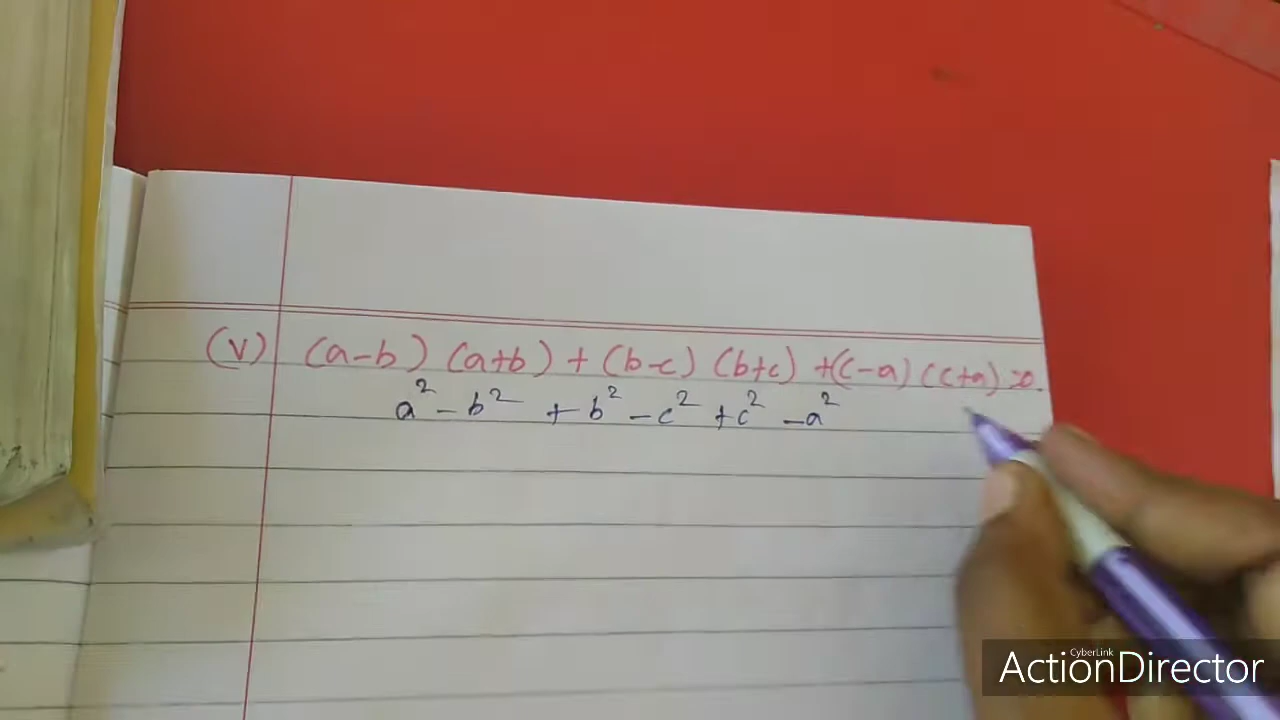 (v) (a-b) (a+b) + (b-c) (b+c) +(c-a) (c+a) =0.
a² - b² + b² - c² + c² - a²
CyberLink
ActionDirector